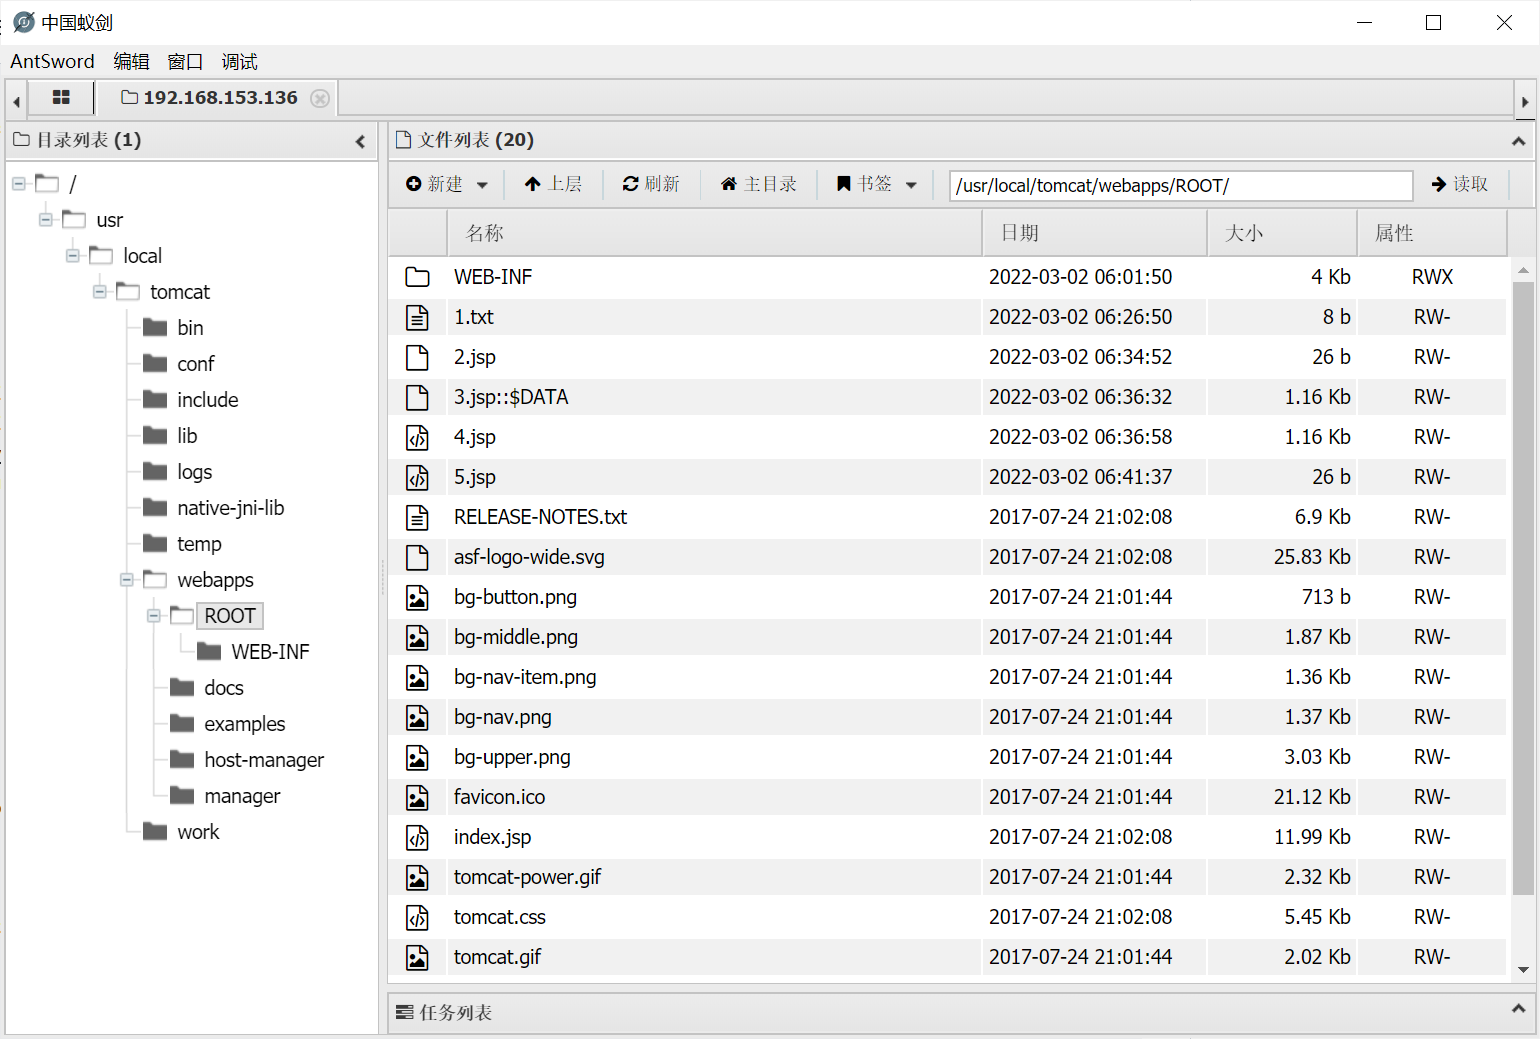 中国蚁剑
AntSword 编辑 窗口 调试
192.168.153.136
目录列表 (1)
/
usr
local
tomcat
bin
conf
include
lib
logs
native-jni-lib
temp
webapps
ROOT
WEB-INF
docs
examples
host-manager
manager
work
文件列表 (20)
新建 上层 刷新 主目录 书签 /usr/local/tomcat/webapps/ROOT/ 读取
名称 日期 大小 属性
WEB-INF 2022-03-02 06:01:50 4 Kb RWX
1.txt 2022-03-02 06:26:50 8 b RW-
2.jsp 2022-03-02 06:34:52 26 b RW-
3.jsp::$DATA 2022-03-02 06:36:32 1.16 Kb RW-
4.jsp 2022-03-02 06:36:58 1.16 Kb RW-
5.jsp 2022-03-02 06:41:37 26 b RW-
RELEASE-NOTES.txt 2017-07-24 21:02:08 6.9 Kb RW-
asf-logo-wide.svg 2017-07-24 21:02:08 25.83 Kb RW-
bg-button.png 2017-07-24 21:01:44 713 b RW-
bg-middle.png 2017-07-24 21:01:44 1.87 Kb RW-
bg-nav-item.png 2017-07-24 21:01:44 1.36 Kb RW-
bg-nav.png 2017-07-24 21:01:44 1.37 Kb RW-
bg-upper.png 2017-07-24 21:01:44 3.03 Kb RW-
favicon.ico 2017-07-24 21:01:44 21.12 Kb RW-
index.jsp 2017-07-24 21:02:08 11.99 Kb RW-
tomcat-power.gif 2017-07-24 21:01:44 2.32 Kb RW-
tomcat.css 2017-07-24 21:02:08 5.45 Kb RW-
tomcat.gif 2017-07-24 21:01:44 2.02 Kb RW-
任务列表